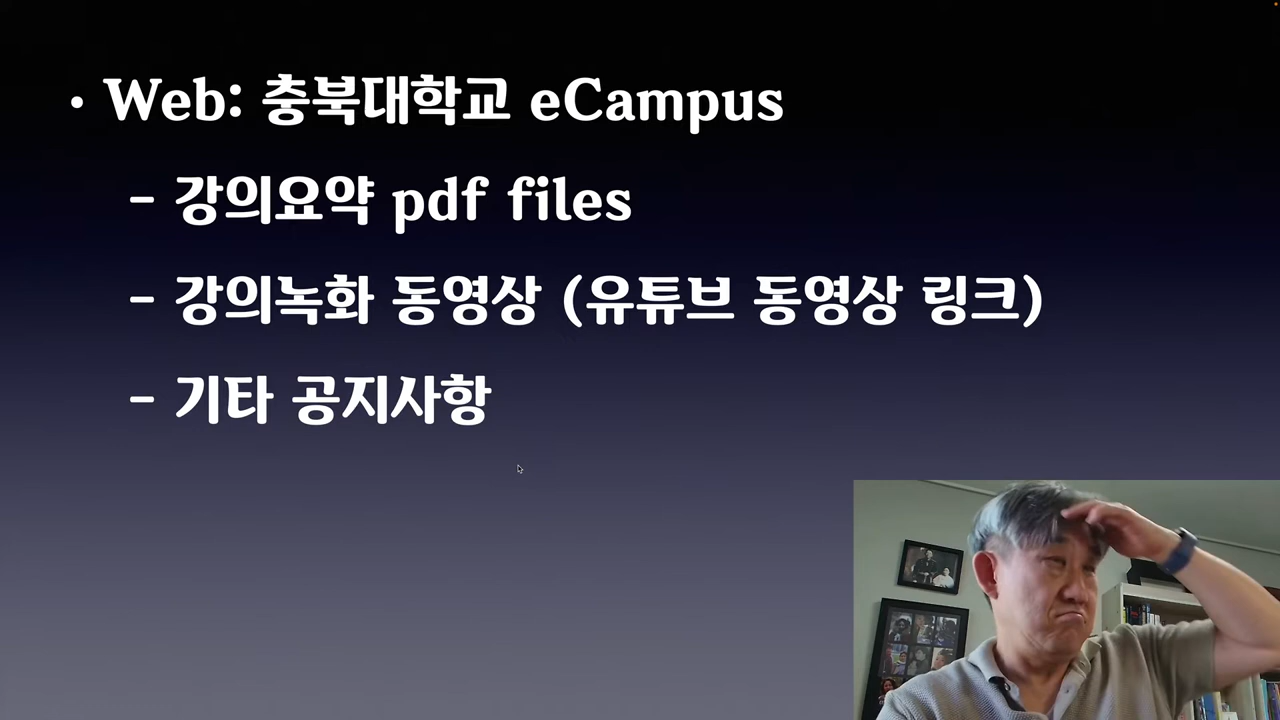 • Web: 충북대학교 eCampus
- 강의요약 pdf files
- 강의녹화 동영상 (유튜브 동영상 링크)
- 기타 공지사항